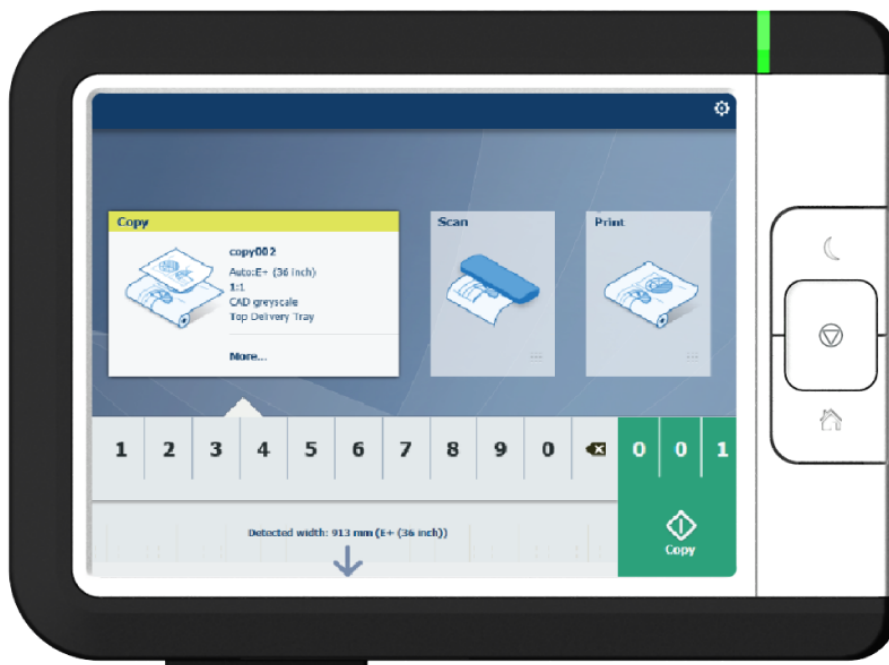 Copy
copy002
Auto:E+ (36 inch)
1:1
CAD greyscale
Top Delivery Tray
More...
Scan
Print
1 2 3 4 5 6 7 8 9 0 0 0 1
Detected width: 913 mm (E+ (36 inch))
Copy